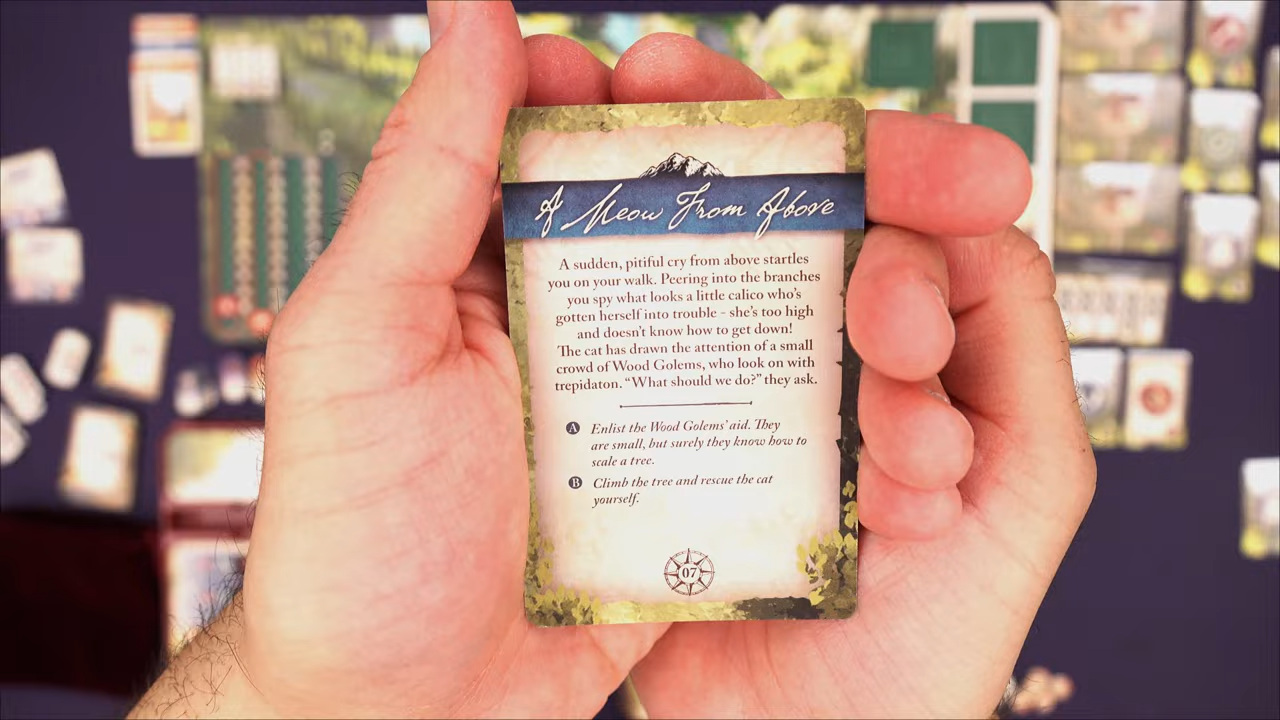 A Meow From Above
A sudden, pitiful cry from above startles
you on your walk. Peering into the branches
you spy what looks a little calico who's
gotten herself into trouble - she's too high
and doesn't know how to get down!
The cat has drawn the attention of a small
crowd of Wood Golems, who look on with
trepidaton. “What should we do?” they ask.
A Enlist the Wood Golems' aid. They
are small, but surely they know how to
scale a tree.
B Climb the tree and rescue the cat
yourself.
07